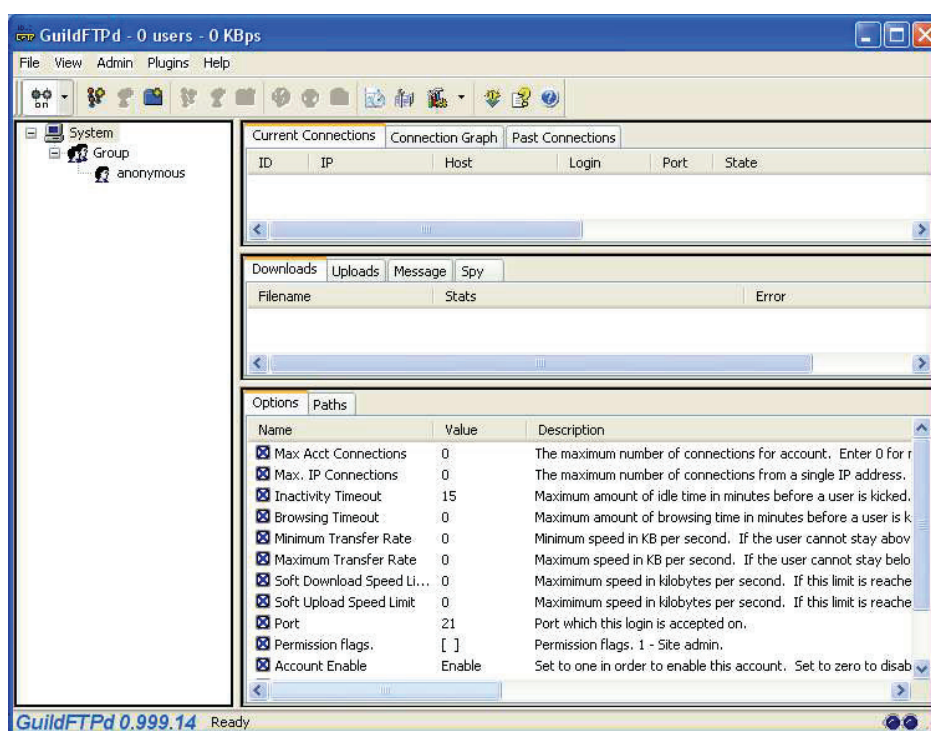 GuildFTPd - 0 users - 0 KBps
File View Admin Plugins Help
on
System
Group
anonymous
Current Connections Connection Graph Past Connections
ID IP Host Login Port State
Downloads Uploads Message Spy
Filename Stats Error
Options Paths
Name Value Description
Max Acct Connections 0 The maximum number of connections for account. Enter 0 for
Max. IP Connections 0 The maximum number of connections from a single IP address.
Inactivity Timeout 15 Maximum amount of idle time in minutes before a user is kicked.
Browsing Timeout 0 Maximum amount of browsing time in minutes before a user is k
Minimum Transfer Rate 0 Minimum speed in KB per second. If the user cannot stay abov
Maximum Transfer Rate 0 Maximum speed in KB per second. If the user cannot stay belo
Soft Download Speed Li... 0 Maximimum speed in kilobytes per second. If this limit is reache
Soft Upload Speed Limit 0 Maximimum speed in kilobytes per second. If this limit is reache
Port 21 Port which this login is accepted on.
Permission flags. [ ] Permission flags. 1 - Site admin.
Account Enable Enable Set to one in order to enable this account. Set to zero to disab
GuildFTPd 0.999.14 Ready